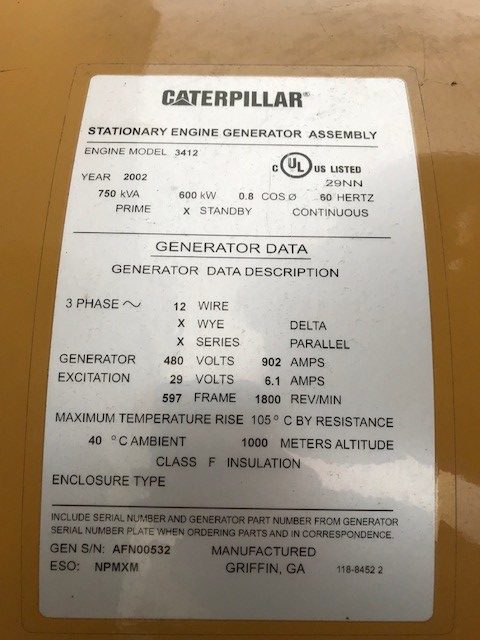 CATERPILLAR®
STATIONARY ENGINE GENERATOR ASSEMBLY
ENGINE MODEL 3412
C UL US LISTED
29NN
YEAR 2002
750 kVA 600 kW 0.8 COS Ø 60 HERTZ
PRIME X STANDBY CONTINUOUS
GENERATOR DATA
GENERATOR DATA DESCRIPTION
3 PHASE ~ 12 WIRE
X WYE DELTA
X SERIES PARALLEL
GENERATOR 480 VOLTS 902 AMPS
EXCITATION 29 VOLTS 6.1 AMPS
597 FRAME 1800 REV/MIN
MAXIMUM TEMPERATURE RISE 105 ° C BY RESISTANCE
40 °C AMBIENT 1000 METERS ALTITUDE
CLASS F INSULATION
ENCLOSURE TYPE
INCLUDE SERIAL NUMBER AND GENERATOR PART NUMBER FROM GENERATOR
SERIAL NUMBER PLATE WHEN ORDERING PARTS AND IN CORRESPONDENCE.
GEN S/N: AFN00532 MANUFACTURED
ESO: NPMXM GRIFFIN, GA 118-8452 2